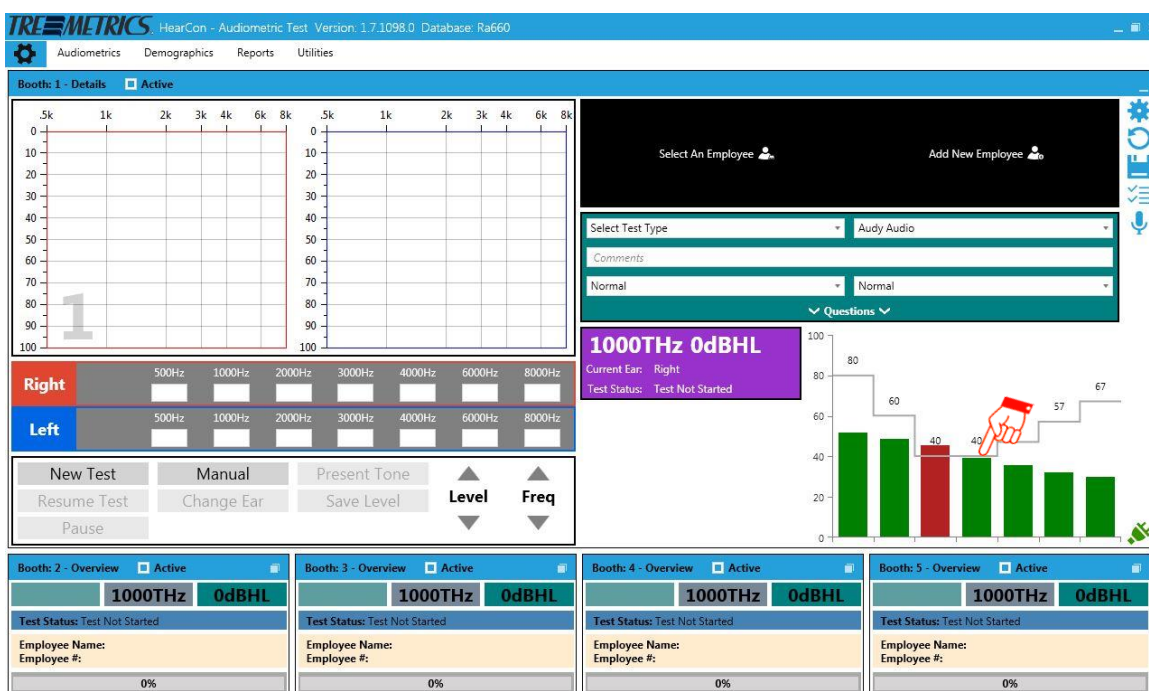 TREMETRICS. HearCon - Audiometric Test Version: 1.7.1098.0 Database: Ra660
Audiometrics Demographics Reports Utilities
Booth: 1 - Details Active
.5k 1k 2k 3k 4k 6k 8k
0
10
20
30
40
50
60
70
80
90
100
1
.5k 1k 2k 3k 4k 6k 8k
0
10
20
30
40
50
60
70
80
90
100
Select An Employee
Add New Employee
Select Test Type
Audy Audio
Comments
Normal
Normal
Questions
Right
500Hz 1000Hz 2000Hz 3000Hz 4000Hz 6000Hz 8000Hz
Left
500Hz 1000Hz 2000Hz 3000Hz 4000Hz 6000Hz 8000Hz
1000THz 0dBHL
Current Ear: Right
Test Status: Test Not Started
100
80
60
40
20
0
80
60
40
40
57
67
New Test Manual Present Tone
Resume Test Change Ear Save Level
Pause
Level Freq
Booth: 2 - Overview Active
1000THz 0dBHL
Test Status: Test Not Started
Employee Name:
Employee #:
0%
Booth: 3 - Overview Active
1000THz 0dBHL
Test Status: Test Not Started
Employee Name:
Employee #:
0%
Booth: 4 - Overview Active
1000THz 0dBHL
Test Status: Test Not Started
Employee Name:
Employee #:
0%
Booth: 5 - Overview Active
1000THz 0dBHL
Test Status: Test Not Started
Employee Name:
Employee #:
0%